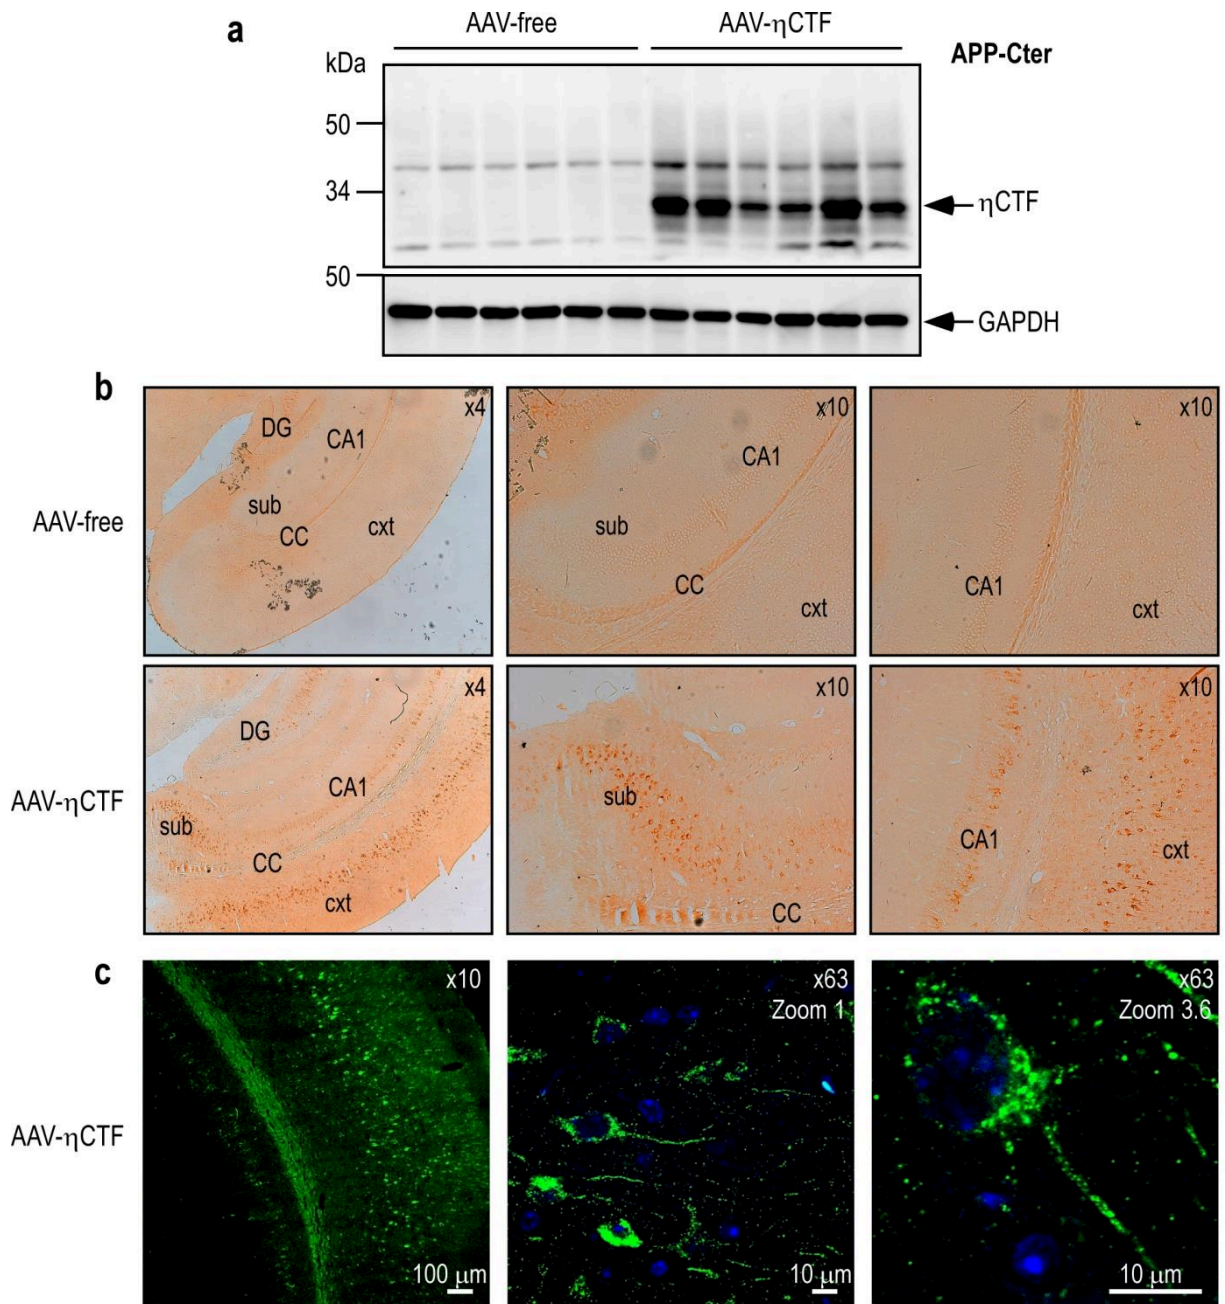 a
AAV-free AAV-ηCTF
kDa
APP-Cter
50
34
ηCTF
50
GAPDH
b
x4
DG
CA1
sub
CC
cxt
x10
CA1
sub
CC
cxt
x10
CA1
cxt
AAV-free
x4
DG
CA1
sub
CC
cxt
x10
sub
CC
x10
CA1
cxt
AAV-ηCTF
c
x10
100 μm
x63
Zoom 1
10 μm
x63
Zoom 3.6
10 μm
AAV-ηCTF